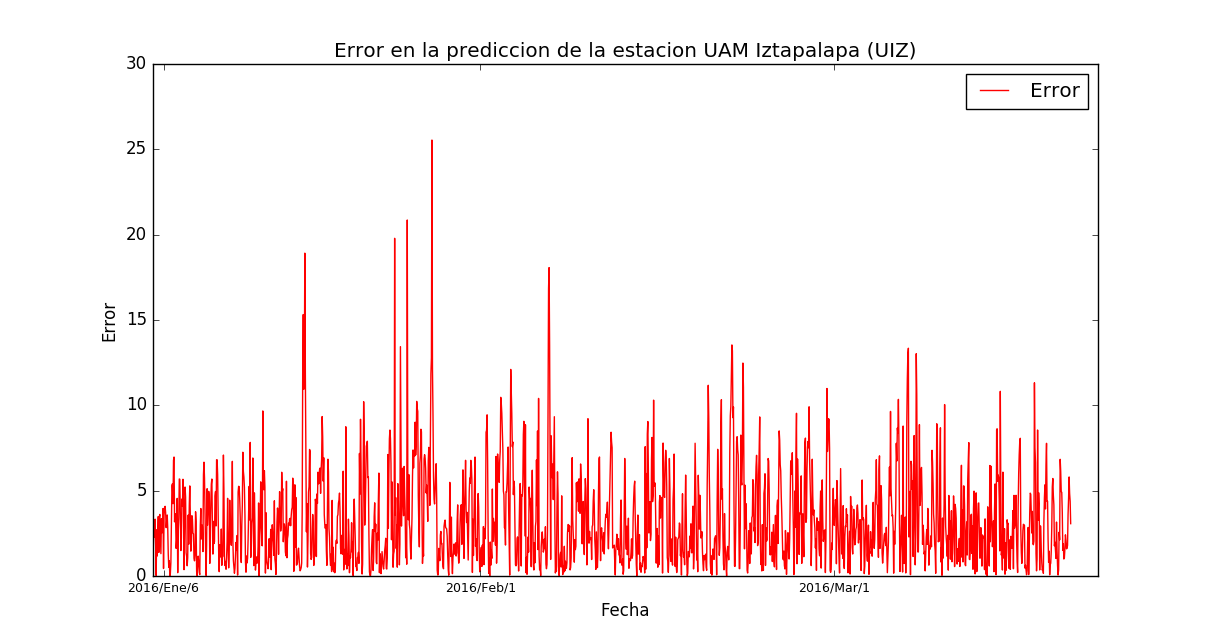 Error en la prediccion de la estacion UAM Iztapalapa (UIZ)
Error
30
25
20
15
10
5
0
Error
2016/Ene/6
2016/Feb/1
2016/Mar/1
Fecha